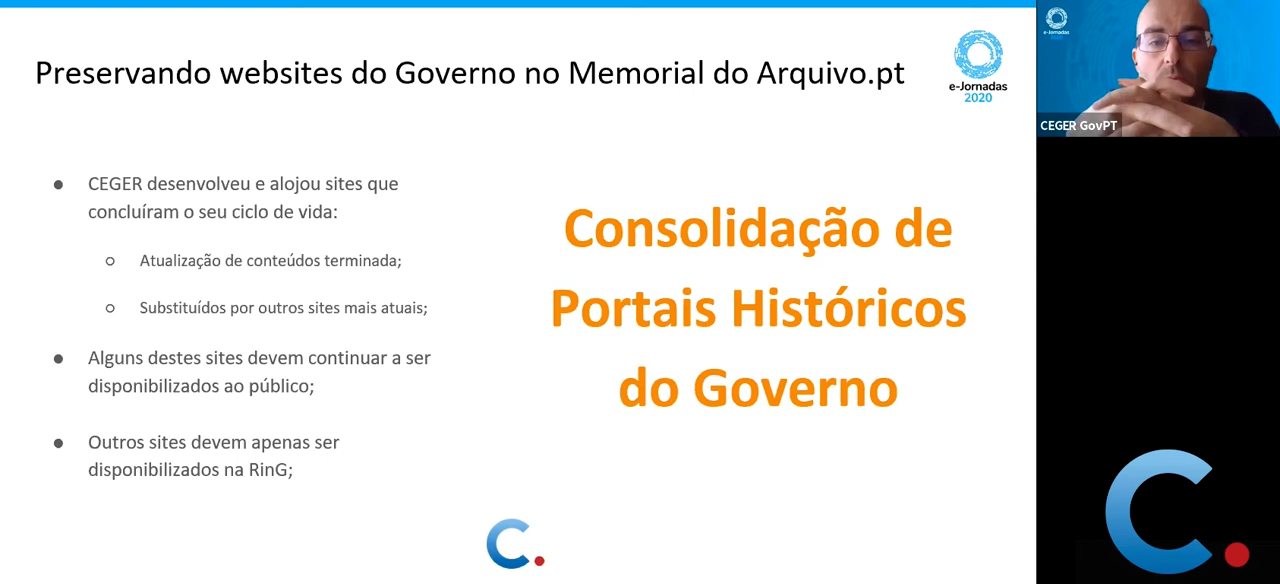 Preservando websites do Governo no Memorial do Arquivo.pt
e-Jornadas
2020
● CEGER desenvolveu e alojou sites que
concluíram o seu ciclo de vida:
○ Atualização de conteúdos terminada;
○ Substituídos por outros sites mais atuais;
● Alguns destes sites devem continuar a ser
disponibilizados ao público;
● Outros sites devem apenas ser
disponibilizados na RinG;
Consolidação de
Portais Históricos
do Governo
C.
e-Jornadas
2020
CEGER GovPT
C.